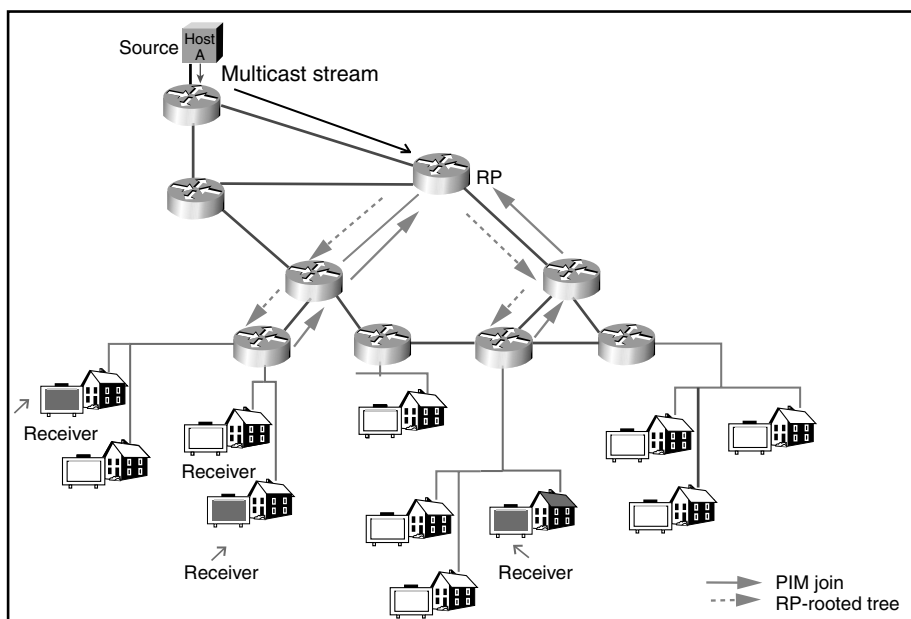 Host
A
Source
Multicast stream
RP
Receiver
Receiver
Receiver
Receiver
PIM join
RP-rooted tree